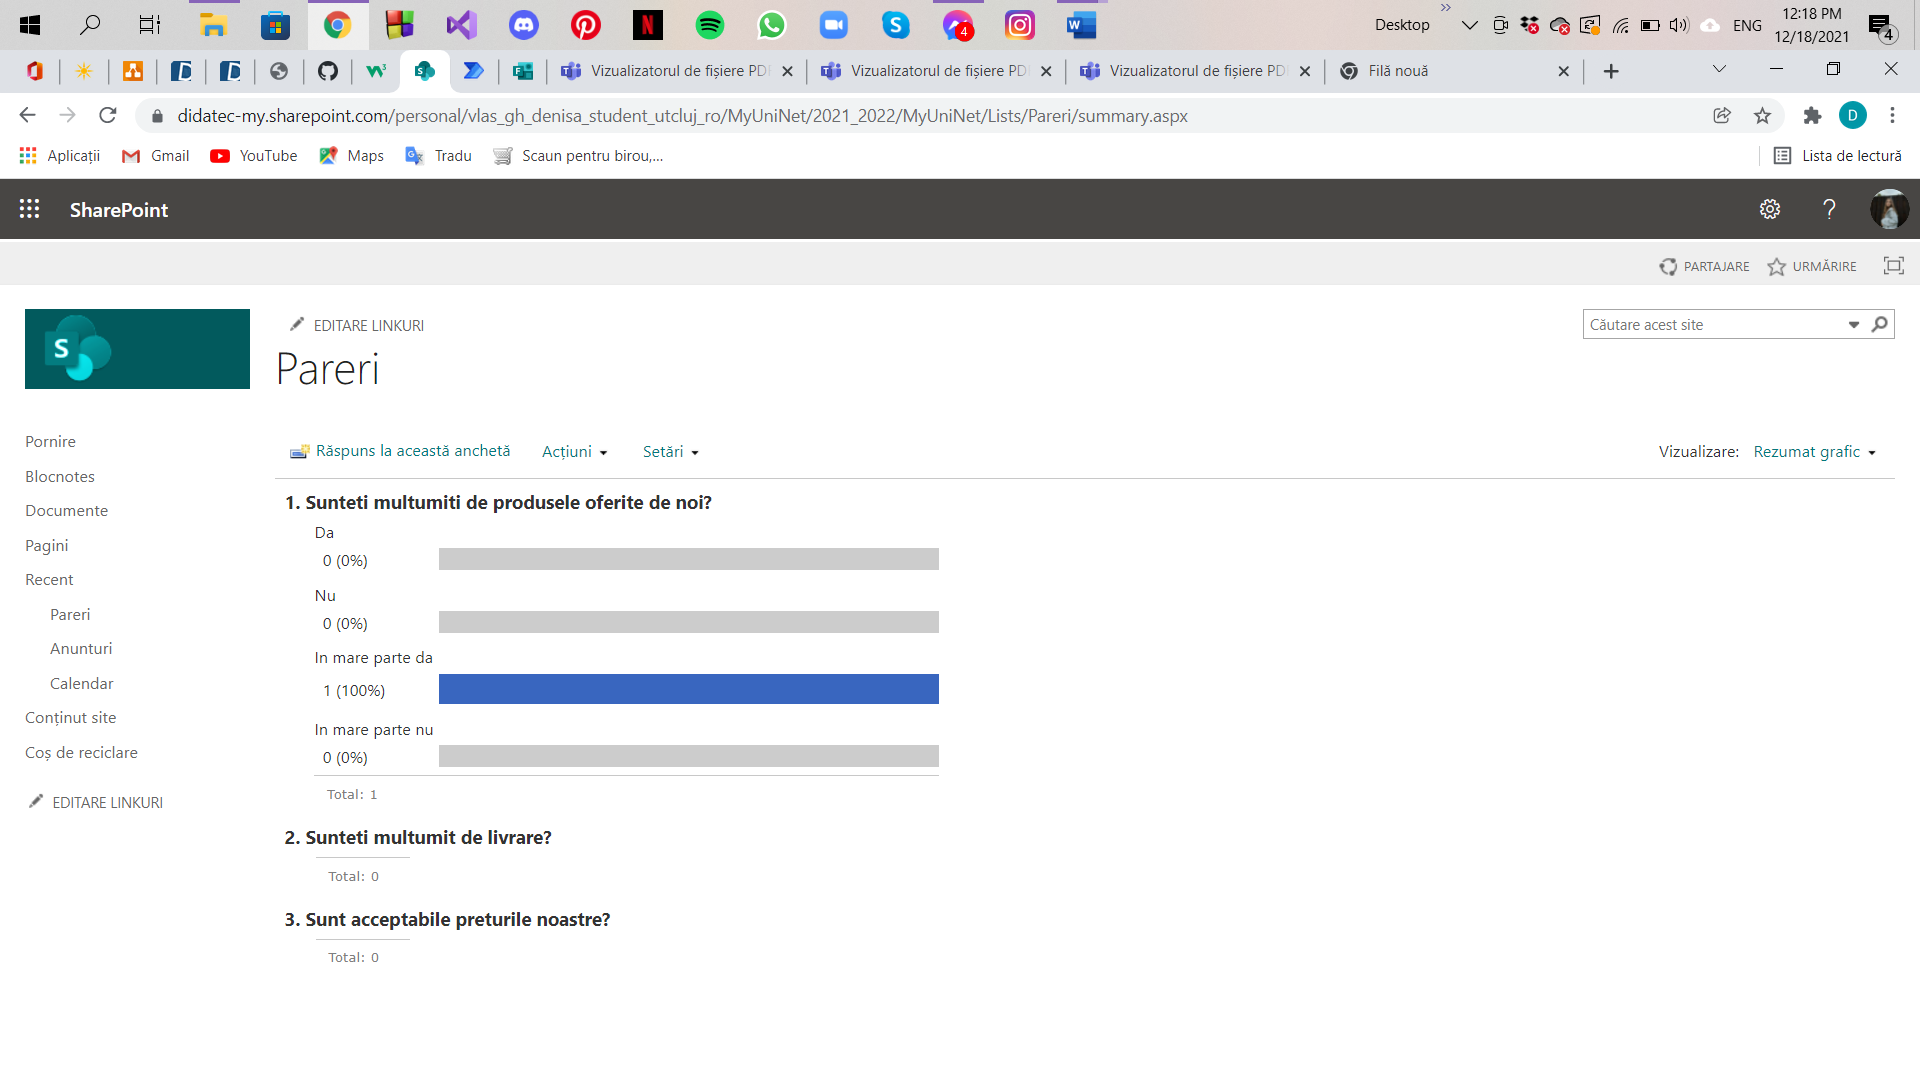 4
Desktop
ENG
12:18 PM
12/18/2021
4
Vizualizatorul de fișiere PD
Vizualizatorul de fișiere PD
Vizualizatorul de fișiere PD
Filă nouă
didatec-my.sharepoint.com/personal/vlas_gh_denisa_student_utcluj_ro/MyUniNet/2021_2022/MyUniNet/Lists/Pareri/summary.aspx
D
Aplicații
Gmail
YouTube
Maps
Tradu
Scaun pentru birou,...
Lista de lectură
SharePoint
PARTAJARE
URMĂRIRE
S
EDITARE LINKURI
Căutare acest site
Pareri
Pornire
Blocnotes
Documente
Pagini
Recent
Pareri
Anunturi
Calendar
Conținut site
Coș de reciclare
EDITARE LINKURI
Răspuns la această anchetă
Acțiuni
Setări
Vizualizare: Rezumat grafic
1. Sunteti multumiti de produsele oferite de noi?
Da
0 (0%)
Nu
0 (0%)
In mare parte da
1 (100%)
In mare parte nu
0 (0%)
Total: 1
2. Sunteti multumit de livrare?
Total: 0
3. Sunt acceptabile preturile noastre?
Total: 0